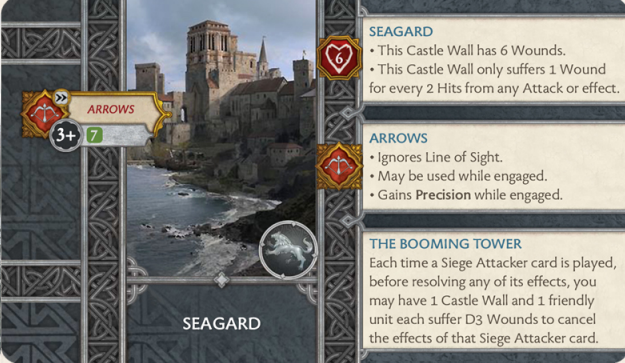 ARROWS
3+ 7
SEAGARD
6
SEAGARD
• This Castle Wall has 6 Wounds.
• This Castle Wall only suffers 1 Wound
for every 2 Hits from any Attack or effect.
ARROWS
• Ignores Line of Sight.
• May be used while engaged.
• Gains Precision while engaged.
THE BOOMING TOWER
Each time a Siege Attacker card is played,
before resolving any of its effects, you
may have 1 Castle Wall and 1 friendly
unit each suffer D3 Wounds to cancel
the effects of that Siege Attacker card.